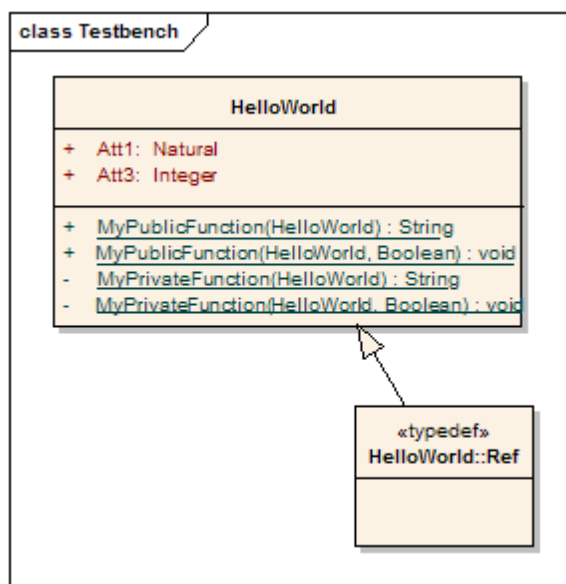 class Testbench
HelloWorld
+ Att1: Natural
+ Att3: Integer
+ MyPublicFunction(HelloWorld) : String
+ MyPublicFunction(HelloWorld, Boolean) : void
- MyPrivateFunction(HelloWorld) : String
- MyPrivateFunction(HelloWorld, Boolean) : void
«typedef»
HelloWorld::Ref